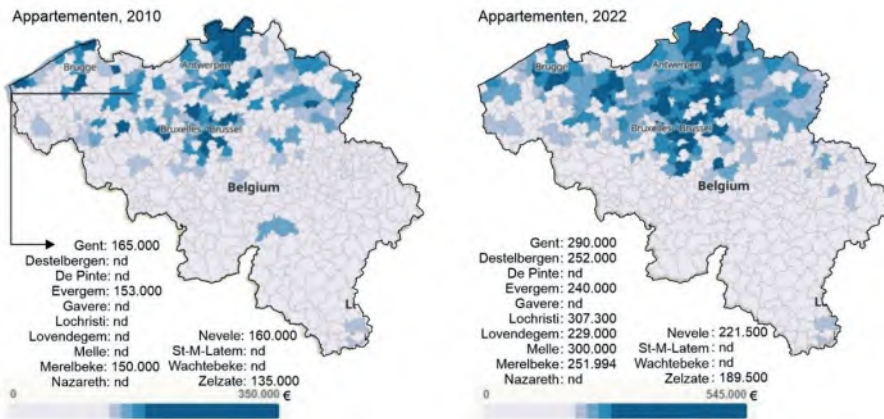 Appartementen, 2010
Brugge
Antwerpen
Bruxelles - Brussel
Belgium
Gent: 165.000
Destelbergen: nd
De Pinte: nd
Evergem: 153.000
Gavere: nd
Lochristi: nd
Lovendegem: nd
Melle: nd
Merelbeke: 150.000
Nazareth: nd
Nevele: 160.000
St-M-Latem: nd
Wachtebeke: nd
Zelzate: 135.000
L
0
350.000 €
Appartementen, 2022
Brugge
Antwerpen
Bruxelles - Brussel
Belgium
Gent: 290.000
Destelbergen: 252.000
De Pinte: nd
Evergem: 240.000
Gavere: nd
Lochristi: 307.300
Lovendegem: 229.000
Melle: 300.000
Merelbeke: 251.994
Nazareth: nd
Nevele: 221.500
St-M-Latem: nd
Wachtebeke: nd
Zelzate: 189.500
L
0
545.000 €